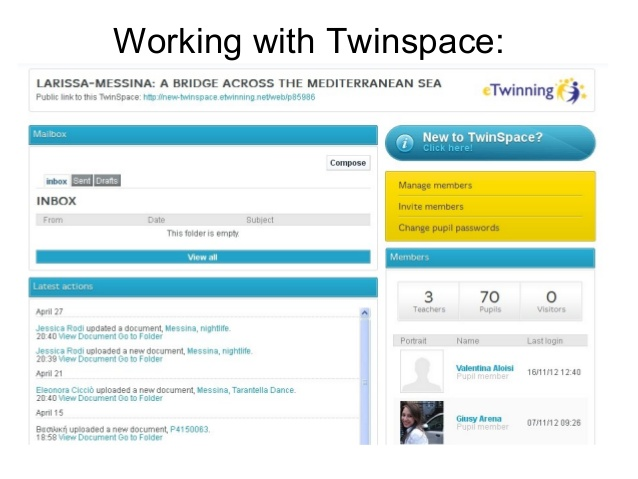 Working with Twinspace:
LARISSA-MESSINA: A BRIDGE ACROSS THE MEDITERRANEAN SEA
Public link to this TwinSpace: http://new-twinspace.etwinning.net/web/p85986
eTwinning
Mailbox
Compose
inbox Sent Drafts
INBOX
From Date Subject
This folder is empty.
View all
Latest actions
April 27
Jessica Rodi updated a document, Messina, nightlife.
20:40 View Document Go to Folder
Jessica Rodi uploaded a new document, Messina, nightlife.
20:39 View Document Go to Folder
April 21
Eleonora Cicciò uploaded a new document, Messina, Tarantella Dance.
20:40 View Document Go to Folder
April 15
Βασιλική uploaded a new document, P4150063.
18:58 View Document Go to Folder
New to TwinSpace?
Click here!
Manage members
Invite members
Change pupil passwords
Members
3 70 0
Teachers Pupils Visitors
Portrait Name Last login
Valentina Aloisi 16/11/12 12:40
Pupil member
Giusy Arena 07/11/12 09:26
Pupil member